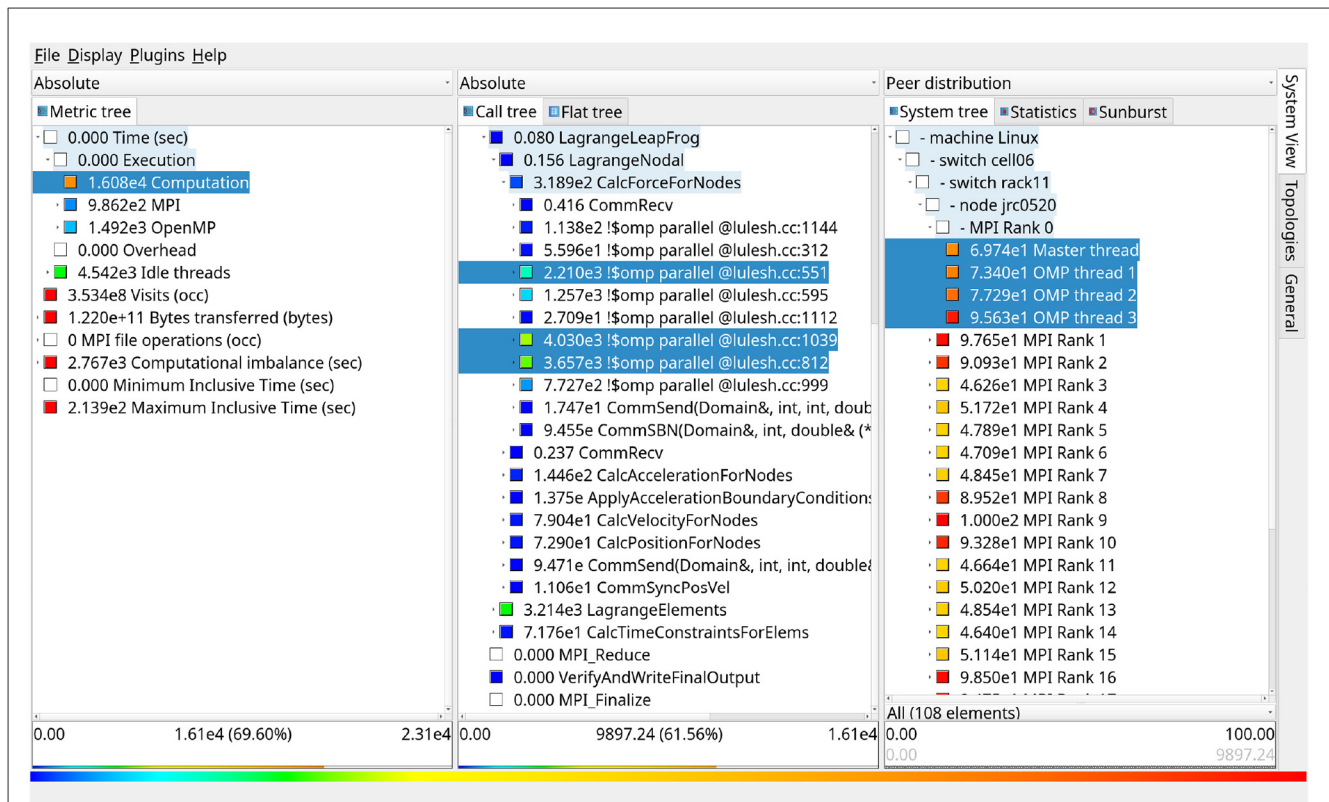 File Display Plugins Help
Absolute
Metric tree
0.000 Time (sec)
0.000 Execution
1.608e4 Computation
9.862e2 MPI
1.492e3 OpenMP
0.000 Overhead
4.542e3 Idle threads
3.534e8 Visits (occ)
1.220e+11 Bytes transferred (bytes)
0 MPI file operations (occ)
2.767e3 Computational imbalance (sec)
0.000 Minimum Inclusive Time (sec)
2.139e2 Maximum Inclusive Time (sec)
0.00 1.61e4 (69.60%) 2.31e4
Absolute
Call tree Flat tree
0.080 LagrangeLeapFrog
0.156 LagrangeNodal
3.189e2 CalcForceForNodes
0.416 CommRecv
1.138e2 !$omp parallel @lulesh.cc:1144
5.596e1 !$omp parallel @lulesh.cc:312
2.210e3 !$omp parallel @lulesh.cc:551
1.257e3 !$omp parallel @lulesh.cc:595
2.709e1 !$omp parallel @lulesh.cc:1112
4.030e3 !$omp parallel @lulesh.cc:1039
3.657e3 !$omp parallel @lulesh.cc:812
7.727e2 !$omp parallel @lulesh.cc:999
1.747e1 CommSend(Domain&, int, int, doub
9.455e CommSBN(Domain&, int, double& (*
0.237 CommRecv
1.446e2 CalcAccelerationForNodes
1.375e ApplyAccelerationBoundaryConditions
7.904e1 CalcVelocityForNodes
7.290e1 CalcPositionForNodes
9.471e CommSend(Domain&, int, int, double&
1.106e1 CommSyncPosVel
3.214e3 LagrangeElements
7.176e1 CalcTimeConstraintsForElems
0.000 MPI_Reduce
0.000 VerifyAndWriteFinalOutput
0.000 MPI_Finalize
0.00 9897.24 (61.56%) 1.61e4
Peer distribution
System tree Statistics Sunburst
- machine Linux
- switch cell06
- switch rack11
- node jrc0520
- MPI Rank 0
6.974e1 Master thread
7.340e1 OMP thread 1
7.729e1 OMP thread 2
9.563e1 OMP thread 3
9.765e1 MPI Rank 1
9.093e1 MPI Rank 2
4.626e1 MPI Rank 3
5.172e1 MPI Rank 4
4.789e1 MPI Rank 5
4.709e1 MPI Rank 6
4.845e1 MPI Rank 7
8.952e1 MPI Rank 8
1.000e2 MPI Rank 9
9.328e1 MPI Rank 10
4.664e1 MPI Rank 11
5.020e1 MPI Rank 12
4.854e1 MPI Rank 13
4.640e1 MPI Rank 14
5.114e1 MPI Rank 15
9.850e1 MPI Rank 16
All (108 elements)
0.00 100.00
0.00 9897.24
System View
Topologies
General